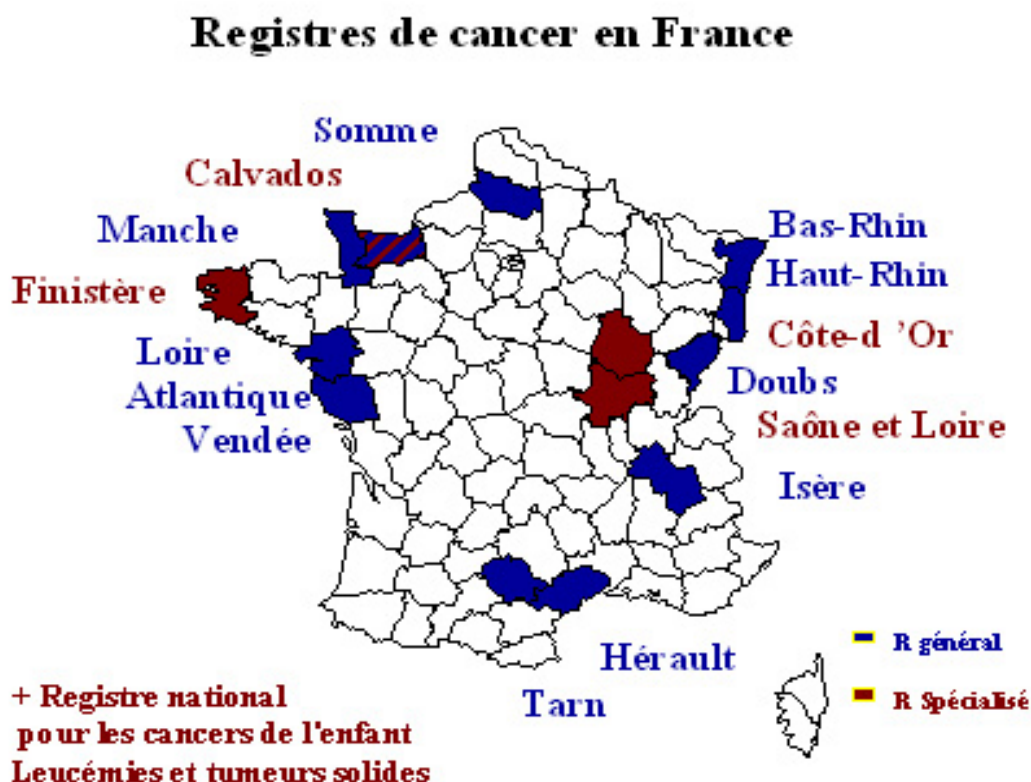 Registres de cancer en France
Somme
Calvados
Manche
Finistère
Loire
Atlantique
Vendée
Bas-Rhin
Haut-Rhin
Côte-d ’Or
Doubs
Saône et Loire
Isère
Hérault
Tarn
R général
R Spécialisé
+ Registre national
pour les cancers de l'enfant
Leucémies et tumeurs solides